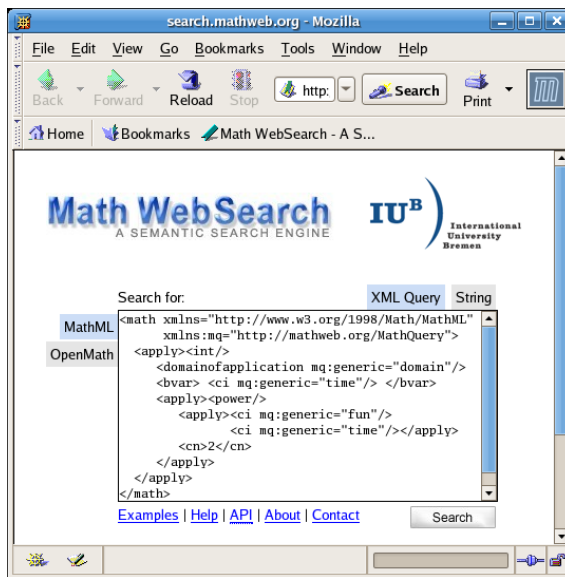 search.mathweb.org - Mozilla
File Edit View Go Bookmarks Tools Window Help
Back Forward Reload Stop http: Search Print
Home Bookmarks Math WebSearch - A S...
Math WebSearch
A SEMANTIC SEARCH ENGINE
IUB
International
University
Bremen
Search for: XML Query String
MathML
OpenMath
<math xmlns="http://www.w3.org/1998/Math/MathML"
xmlns:mq="http://mathweb.org/MathQuery">
<apply><int/>
<domainofapplication mq:generic="domain"/>
<bvar> <ci mq:generic="time"/> </bvar>
<apply><power/>
<apply><ci mq:generic="fun"/>
<ci mq:generic="time"/></apply>
<cn>2</cn>
</apply>
</apply>
</math>
Examples | Help | API | About | Contact Search